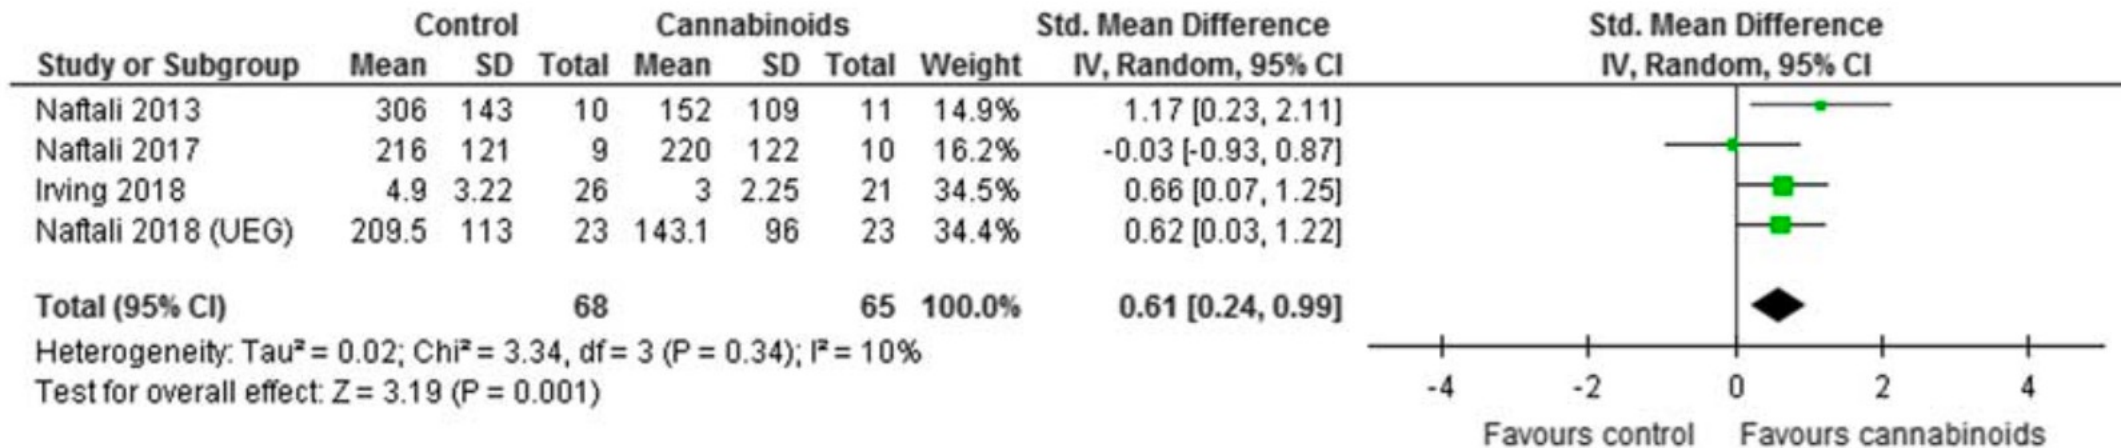 Control Cannabinoids Std. Mean Difference Std. Mean Difference
Study or Subgroup Mean SD Total Mean SD Total Weight IV, Random, 95% CI IV, Random, 95% CI
Naftali 2013 306 143 10 152 109 11 14.9% 1.17 [0.23, 2.11]
Naftali 2017 216 121 9 220 122 10 16.2% -0.03 [-0.93, 0.87]
Irving 2018 4.9 3.22 26 3 2.25 21 34.5% 0.66 [0.07, 1.25]
Naftali 2018 (UEG) 209.5 113 23 143.1 96 23 34.4% 0.62 [0.03, 1.22]
Total (95% CI) 68 65 100.0% 0.61 [0.24, 0.99]
Heterogeneity: Tau² = 0.02; Chi² = 3.34, df = 3 (P = 0.34); I² = 10%
Test for overall effect: Z = 3.19 (P = 0.001)
-4 -2 0 2 4
Favours control Favours cannabinoids